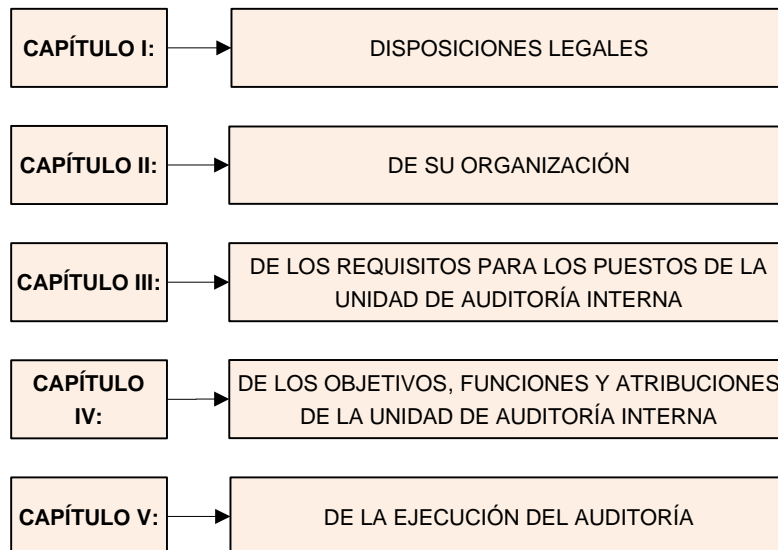 CAPÍTULO I:
DISPOSICIONES LEGALES
CAPÍTULO II:
DE SU ORGANIZACIÓN
CAPÍTULO III:
DE LOS REQUISITOS PARA LOS PUESTOS DE LA
UNIDAD DE AUDITORÍA INTERNA
CAPÍTULO
IV:
DE LOS OBJETIVOS, FUNCIONES Y ATRIBUCIONES
DE LA UNIDAD DE AUDITORÍA INTERNA
CAPÍTULO V:
DE LA EJECUCIÓN DEL AUDITORÍA